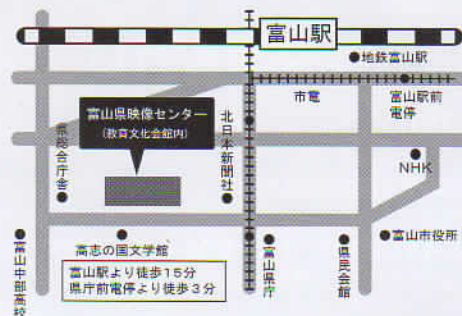 富山駅
地鉄富山駅
市電
富山駅前
電停
富山県映像センター
(教育文化会館内)
北日本新聞社
県総合庁舎
NHK
高志の国文学館
富山中部高校
富山県庁
県民会館
富山市役所
富山駅より徒歩15分
県庁前電停より徒歩3分